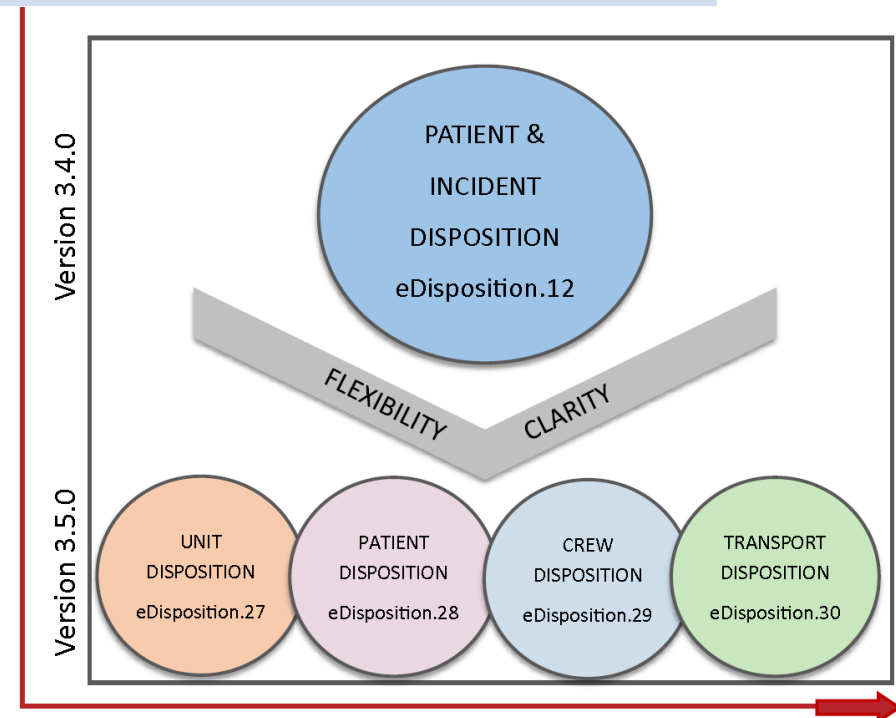 Version 3.4.0
PATIENT &
INCIDENT
DISPOSITION
eDisposition.12
FLEXIBILITY
CLARITY
Version 3.5.0
UNIT
DISPOSITION
eDisposition.27
PATIENT
DISPOSITION
eDisposition.28
CREW
DISPOSITION
eDisposition.29
TRANSPORT
DISPOSITION
eDisposition.30